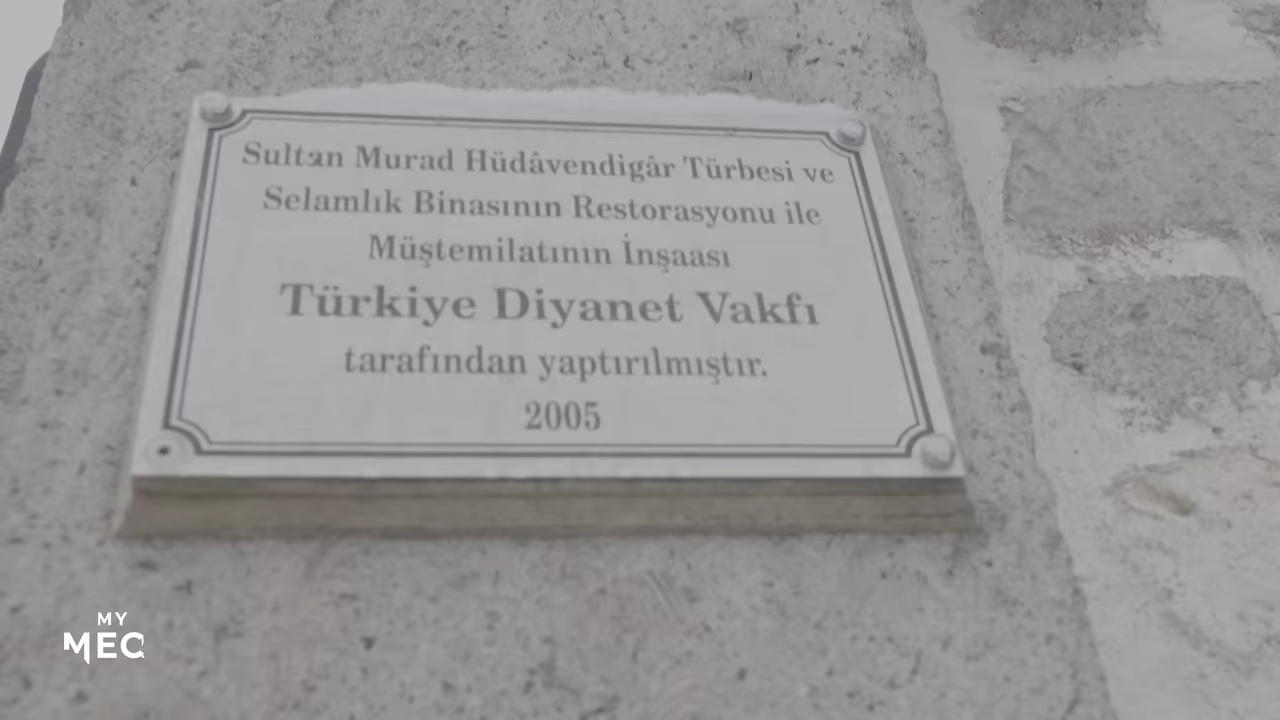 Sultan Murad Hüdâvendigâr Türbesi ve
Selamlık Binasının Restorasyonu ile
Müştemilatının İnşaası
Türkiye Diyanet Vakfı
tarafından yaptırılmıştır.
2005
MY
MEC